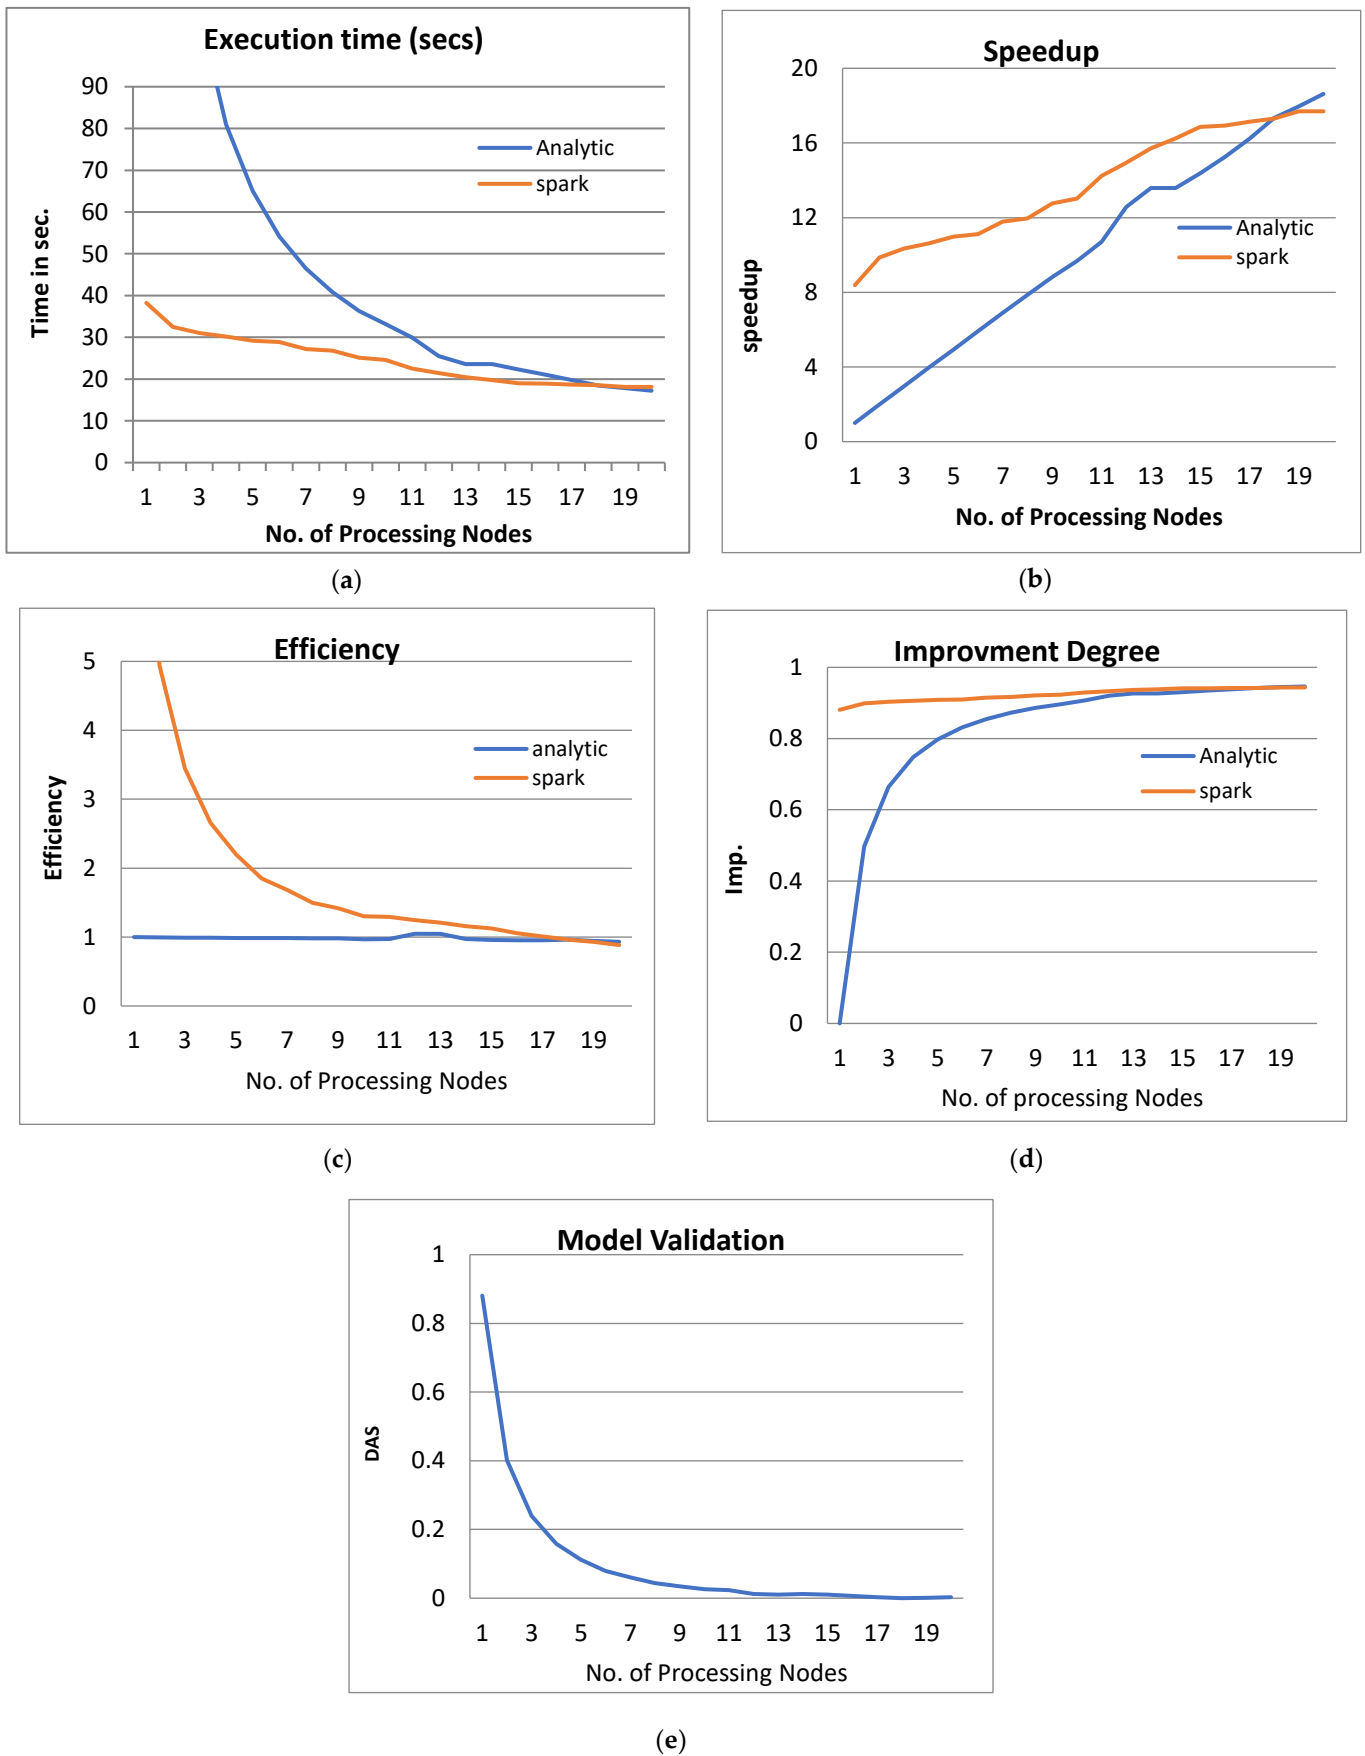 Execution time (secs)
90
80
70
60
50
40
30
20
10
0
Time in sec.
Analytic
spark
1 3 5 7 9 11 13 15 17 19
No. of Processing Nodes
(a)
Speedup
20
16
12
8
4
0
speedup
Analytic
spark
1 3 5 7 9 11 13 15 17 19
No. of Processing Nodes
(b)
Efficiency
5
4
3
2
1
0
Efficiency
analytic
spark
1 3 5 7 9 11 13 15 17 19
No. of Processing Nodes
(c)
Improvment Degree
1
0.8
0.6
0.4
0.2
0
Imp.
Analytic
spark
1 3 5 7 9 11 13 15 17 19
No. of processing Nodes
(d)
Model Validation
1
0.8
0.6
0.4
0.2
0
DAS
1 3 5 7 9 11 13 15 17 19
No. of Processing Nodes
(e)